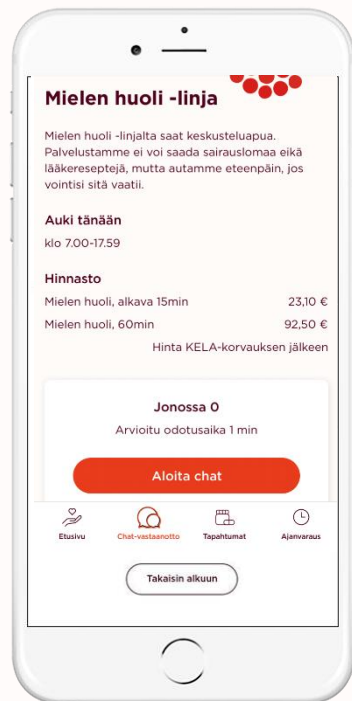 Mielen huoli -linja
Mielen huoli -linjalta saat keskusteluapua.
Palvelustamme ei voi saada sairauslomaa eikä
lääkereseptejä, mutta autamme eteenpäin, jos
vointisi sitä vaatii.
Auki tänään
klo 7.00-17.59
Hinnasto
Mielen huoli, alkava 15min 23,10 €
Mielen huoli, 60min 92,50 €
Hinta KELA-korvauksen jälkeen
Jonossa 0
Arvioitu odotusaika 1 min
Aloita chat
Etusivu Chat-vastaanotto Tapahtumat Ajanvaraus
Takaisin alkuun